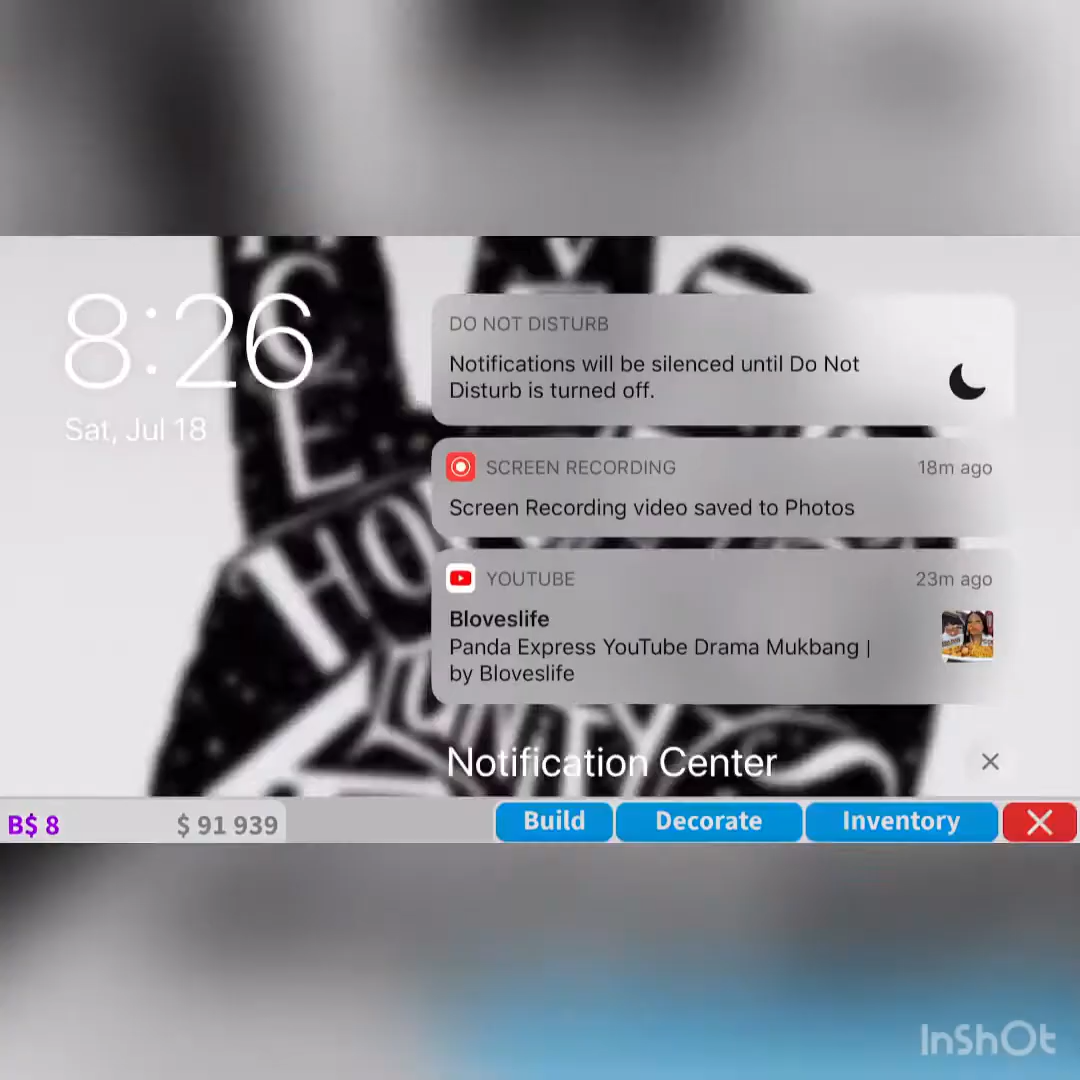 8:26
Sat, Jul 18
DO NOT DISTURB
Notifications will be silenced until Do Not
Disturb is turned off.
SCREEN RECORDING
18m ago
Screen Recording video saved to Photos
YOUTUBE
23m ago
Bloveslife
Panda Express YouTube Drama Mukbang |
by Bloveslife
Notification Center
B$ 8
$ 91 939
Build
Decorate
Inventory
InShOt